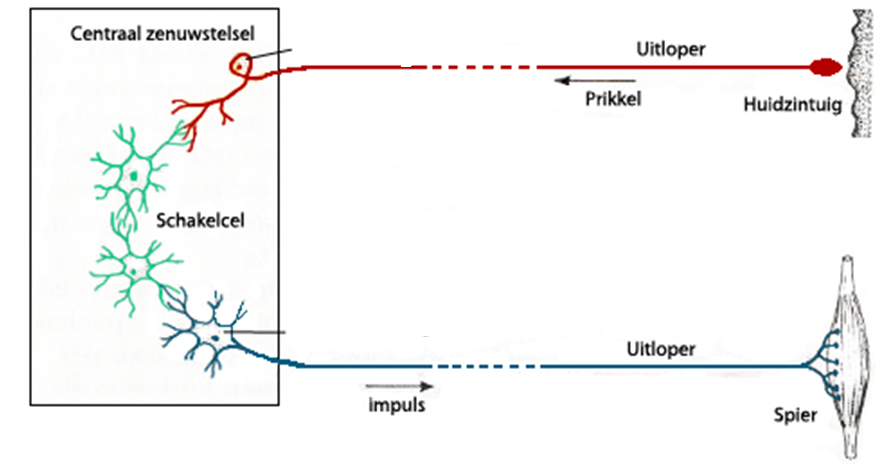 Centraal zenuwstelsel
Uitloper
Prikkel
Huidzintuig
Schakelcel
Uitloper
impuls
Spier